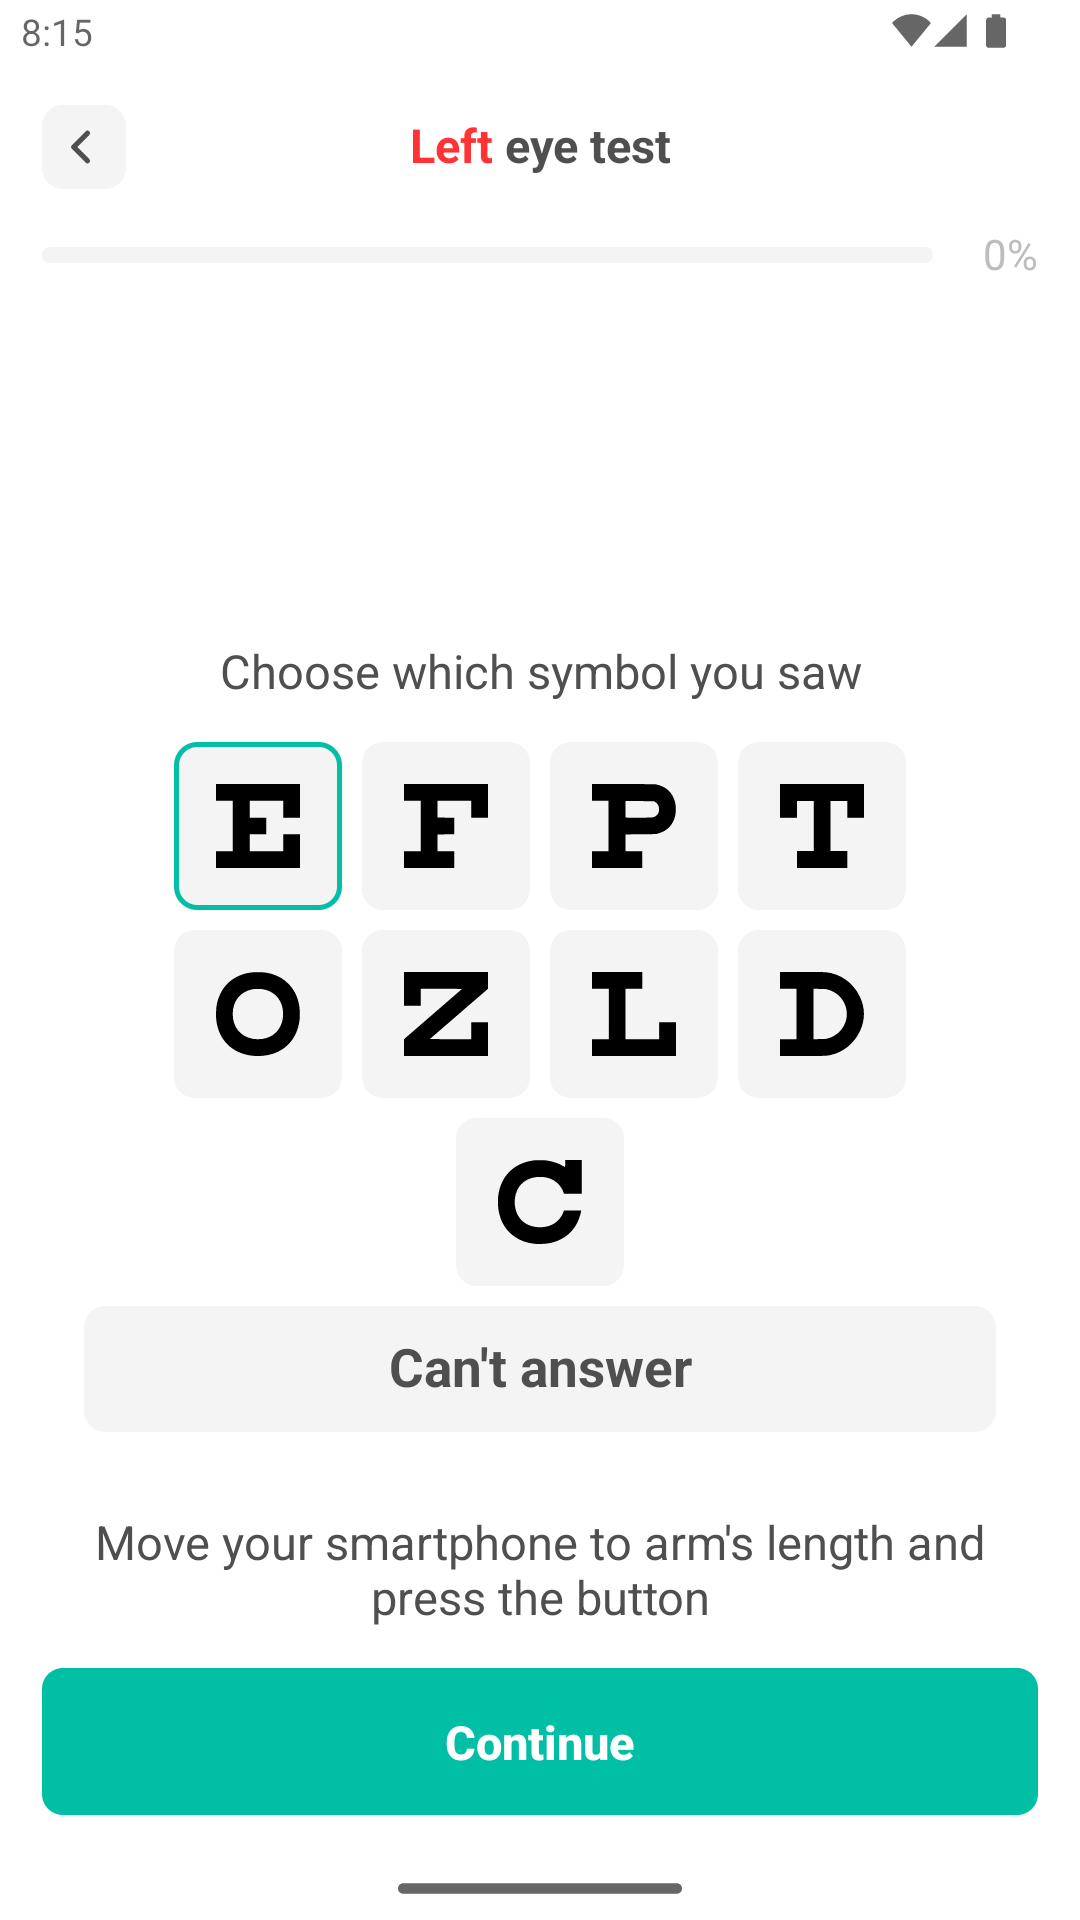 8:15
Left eye test
0%
Choose which symbol you saw
E F P T
O Z L D
C
Can't answer
Move your smartphone to arm's length and
press the button
Continue